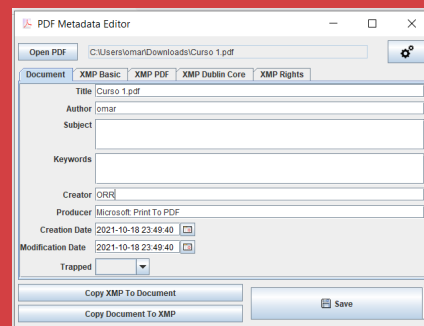 PDF Metadata Editor
Open PDF C:\Users\omar\Downloads\Curso 1.pdf
Document XMP Basic XMP PDF XMP Dublin Core XMP Rights
Title Curso 1.pdf
Author omar
Subject
Keywords
Creator ORR
Producer Microsoft: Print To PDF
Creation Date 2021-10-18 23:49:40
Modification Date 2021-10-18 23:49:40
Trapped
Copy XMP To Document
Save
Copy Document To XMP